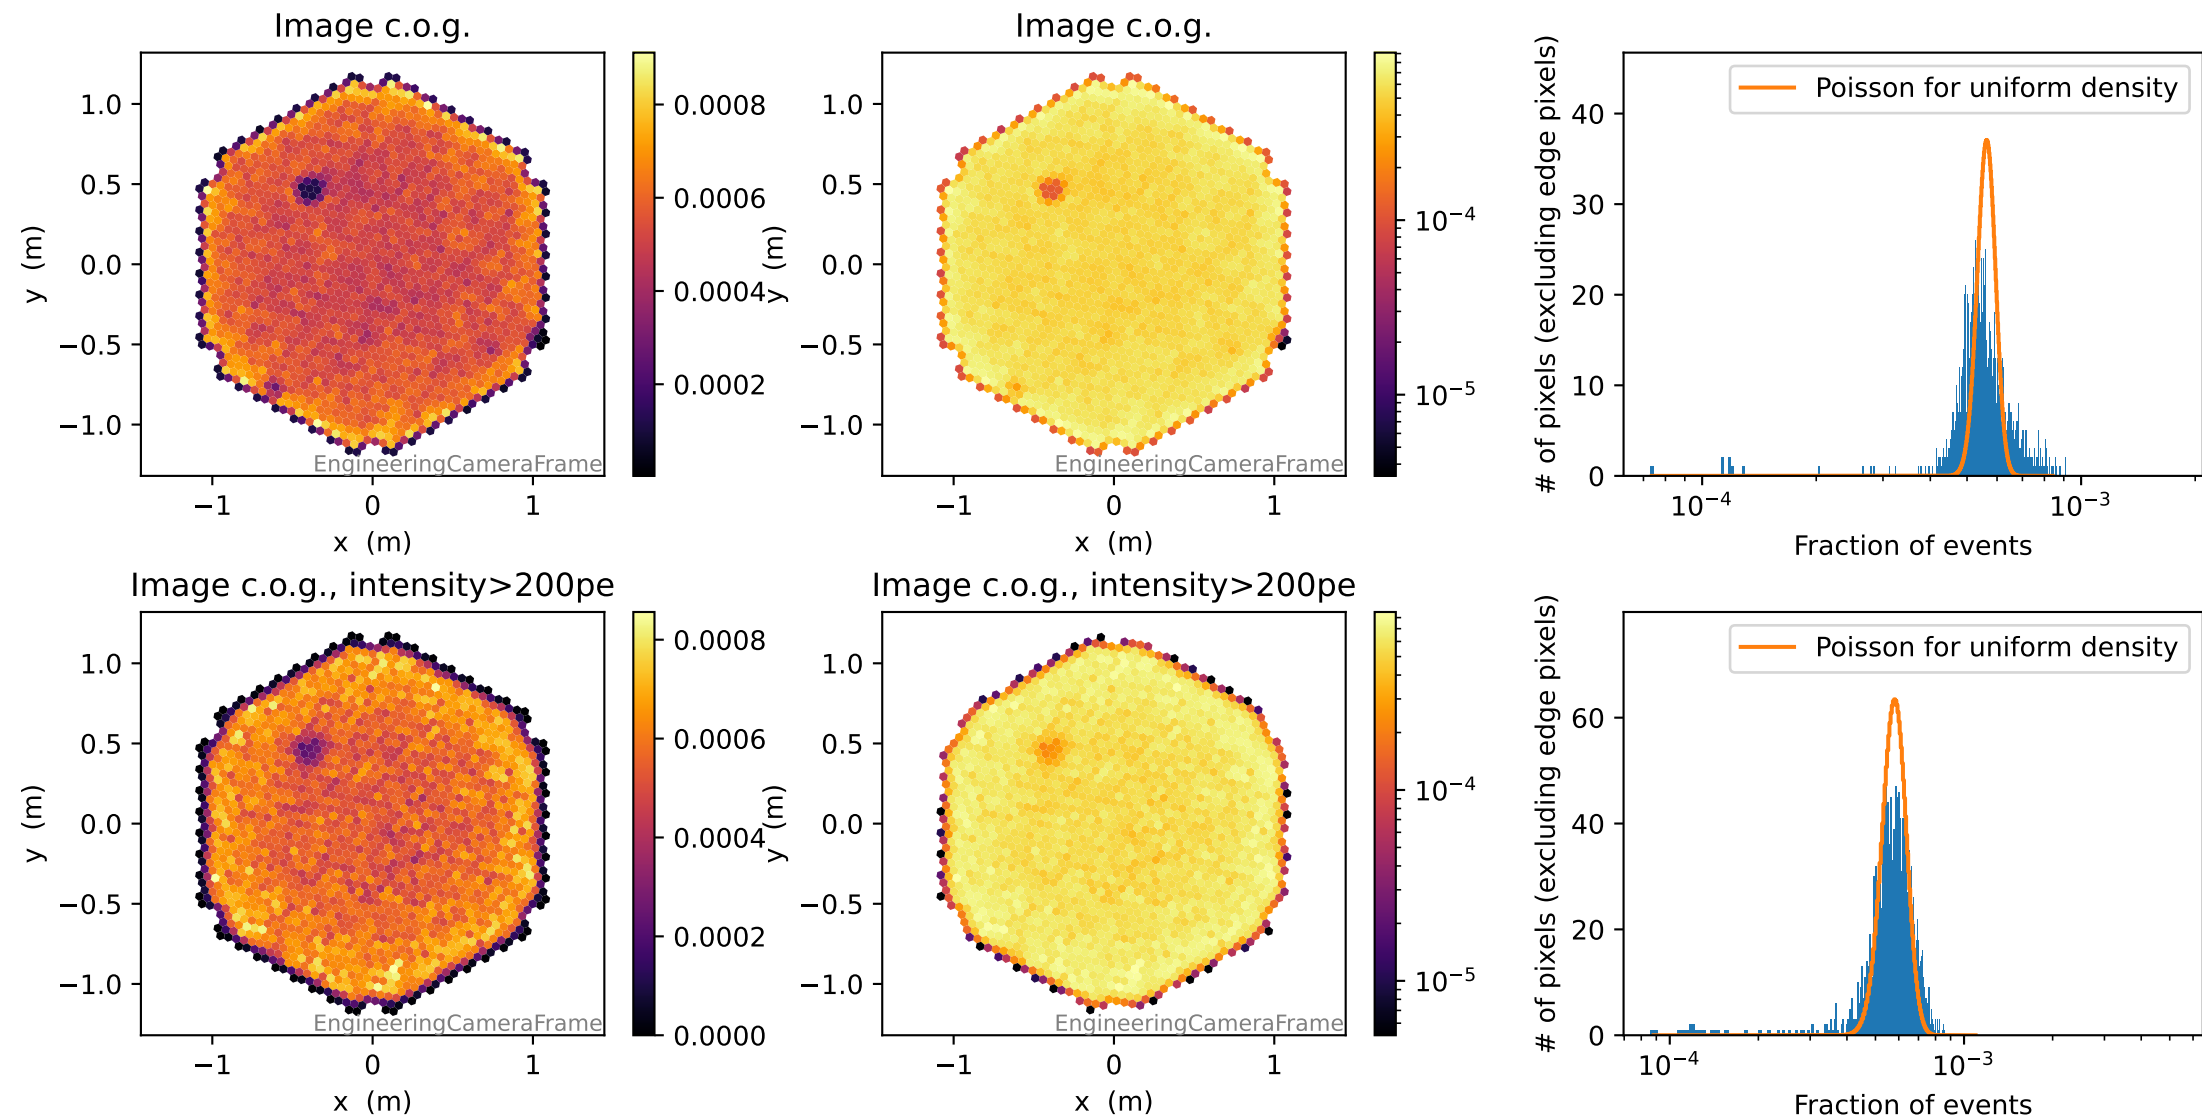 Image c.o.g.
1.0
0.5
0.0
−0.5
−1.0
y (m)
−1
0
1
x (m)
EngineeringCameraFrame
0.0008
0.0006
0.0004
0.0002
Image c.o.g.
1.0
0.5
0.0
−0.5
−1.0
y (m)
−1
0
1
x (m)
EngineeringCameraFrame
10⁻⁴
10⁻⁵
Poisson for uniform density
# of pixels (excluding edge pixels)
40
30
20
10
0
10⁻⁴
10⁻³
Fraction of events
Image c.o.g., intensity>200pe
1.0
0.5
0.0
−0.5
−1.0
y (m)
−1
0
1
x (m)
EngineeringCameraFrame
0.0008
0.0006
0.0004
0.0002
0.0000
Image c.o.g., intensity>200pe
1.0
0.5
0.0
−0.5
−1.0
y (m)
−1
0
1
x (m)
EngineeringCameraFrame
10⁻⁴
10⁻⁵
Poisson for uniform density
# of pixels (excluding edge pixels)
60
40
20
0
10⁻⁴
10⁻³
Fraction of events